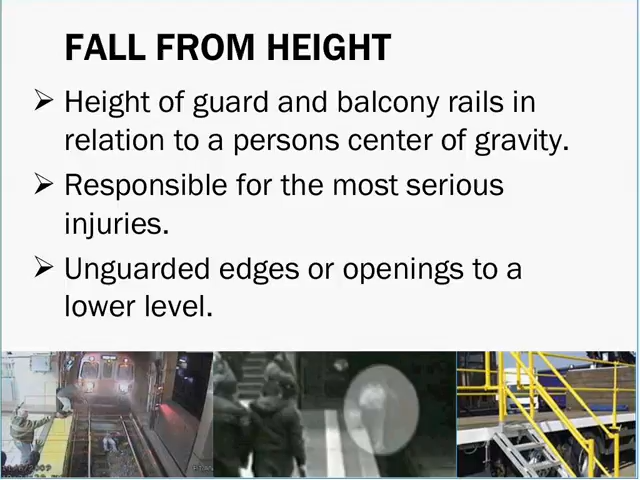 FALL FROM HEIGHT
➢ Height of guard and balcony rails in
relation to a persons center of gravity.
➢ Responsible for the most serious
injuries.
➢ Unguarded edges or openings to a
lower level.